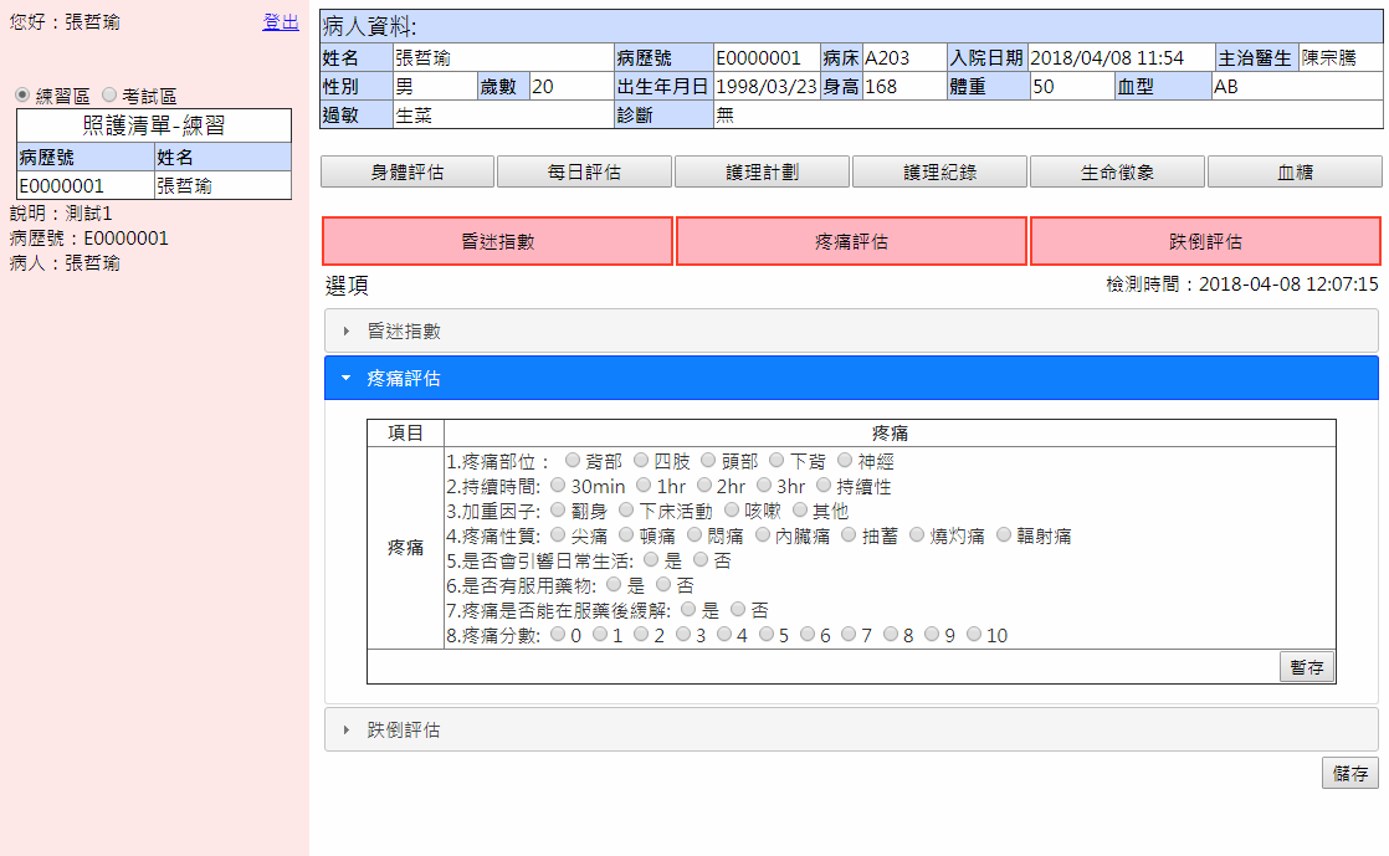 您好：張哲瑜 登出
練習區 考試區
照護清單-練習
病歷號 姓名
E0000001 張哲瑜
說明：測試1
病歷號：E0000001
病人：張哲瑜
病人資料:
姓名 張哲瑜 病歷號 E0000001 病床 A203 入院日期 2018/04/08 11:54 主治醫生 陳宗騰
性別 男 歲數 20 出生年月日 1998/03/23 身高 168 體重 50 血型 AB
過敏 生菜 診斷 無
身體評估 每日評估 護理計劃 護理紀錄 生命徵象 血糖
昏迷指數 疼痛評估 跌倒評估
選項 檢測時間：2018-04-08 12:07:15
昏迷指數
疼痛評估
項目 疼痛
疼痛
1.疼痛部位： 背部 四肢 頭部 下背 神經
2.持續時間: 30min 1hr 2hr 3hr 持續性
3.加重因子: 翻身 下床活動 咳嗽 其他
4.疼痛性質: 尖痛 頓痛 悶痛 內臟痛 抽蓄 燒灼痛 輻射痛
5.是否會引響日常生活: 是 否
6.是否有服用藥物: 是 否
7.疼痛是否能在服藥後緩解: 是 否
8.疼痛分數: 0 1 2 3 4 5 6 7 8 9 10
暫存
跌倒評估
儲存